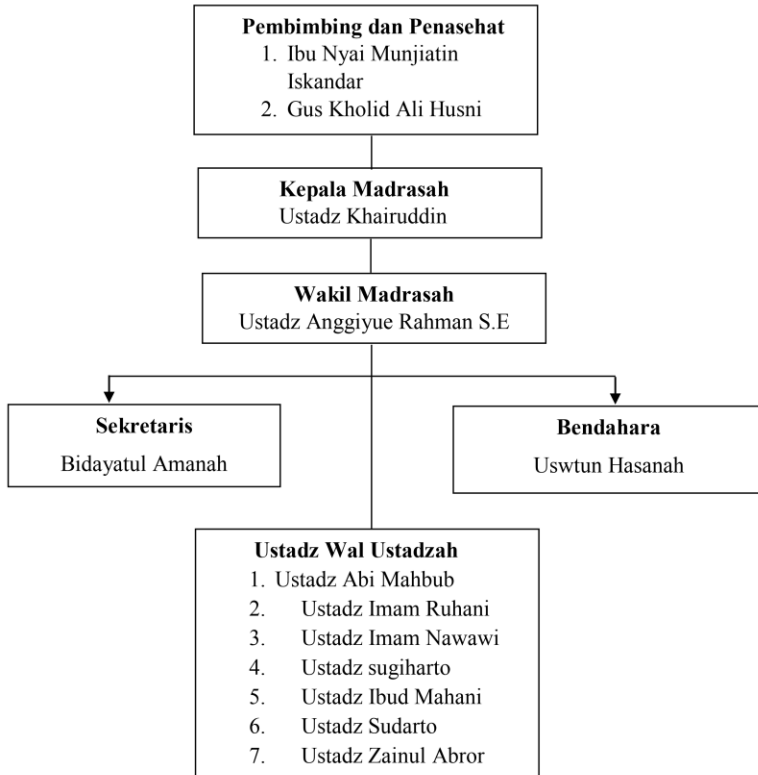 Pembimbing dan Penasehat
1. Ibu Nyai Munjiatin
Iskandar
2. Gus Kholid Ali Husni
Kepala Madrasah
Ustadz Khairuddin
Wakil Madrasah
Ustadz Anggiyue Rahman S.E
Sekretaris
Bidayatul Amanah
Bendahara
Uswtun Hasanah
Ustadz Wal Ustadzah
1. Ustadz Abi Mahbub
2. Ustadz Imam Ruhani
3. Ustadz Imam Nawawi
4. Ustadz sugiharto
5. Ustadz Ibud Mahani
6. Ustadz Sudarto
7. Ustadz Zainul Abror